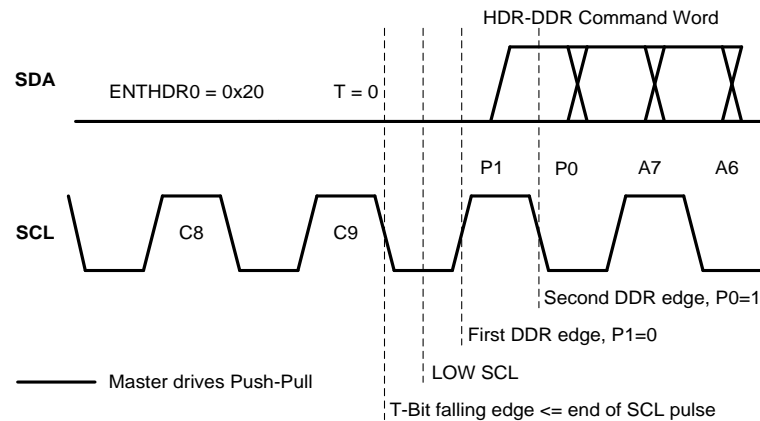 HDR-DDR Command Word
SDA
ENTHDR0 = 0x20
T = 0
P1
P0
A7
A6
SCL
C8
C9
Second DDR edge, P0=1
First DDR edge, P1=0
LOW SCL
Master drives Push-Pull
T-Bit falling edge <= end of SCL pulse